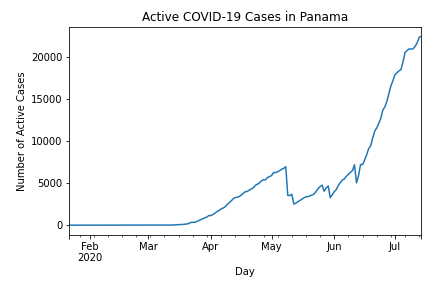 Active COVID-19 Cases in Panama
Number of Active Cases
20000
15000
10000
5000
0
Feb
2020
Mar
Apr
May
Jun
Jul
Day